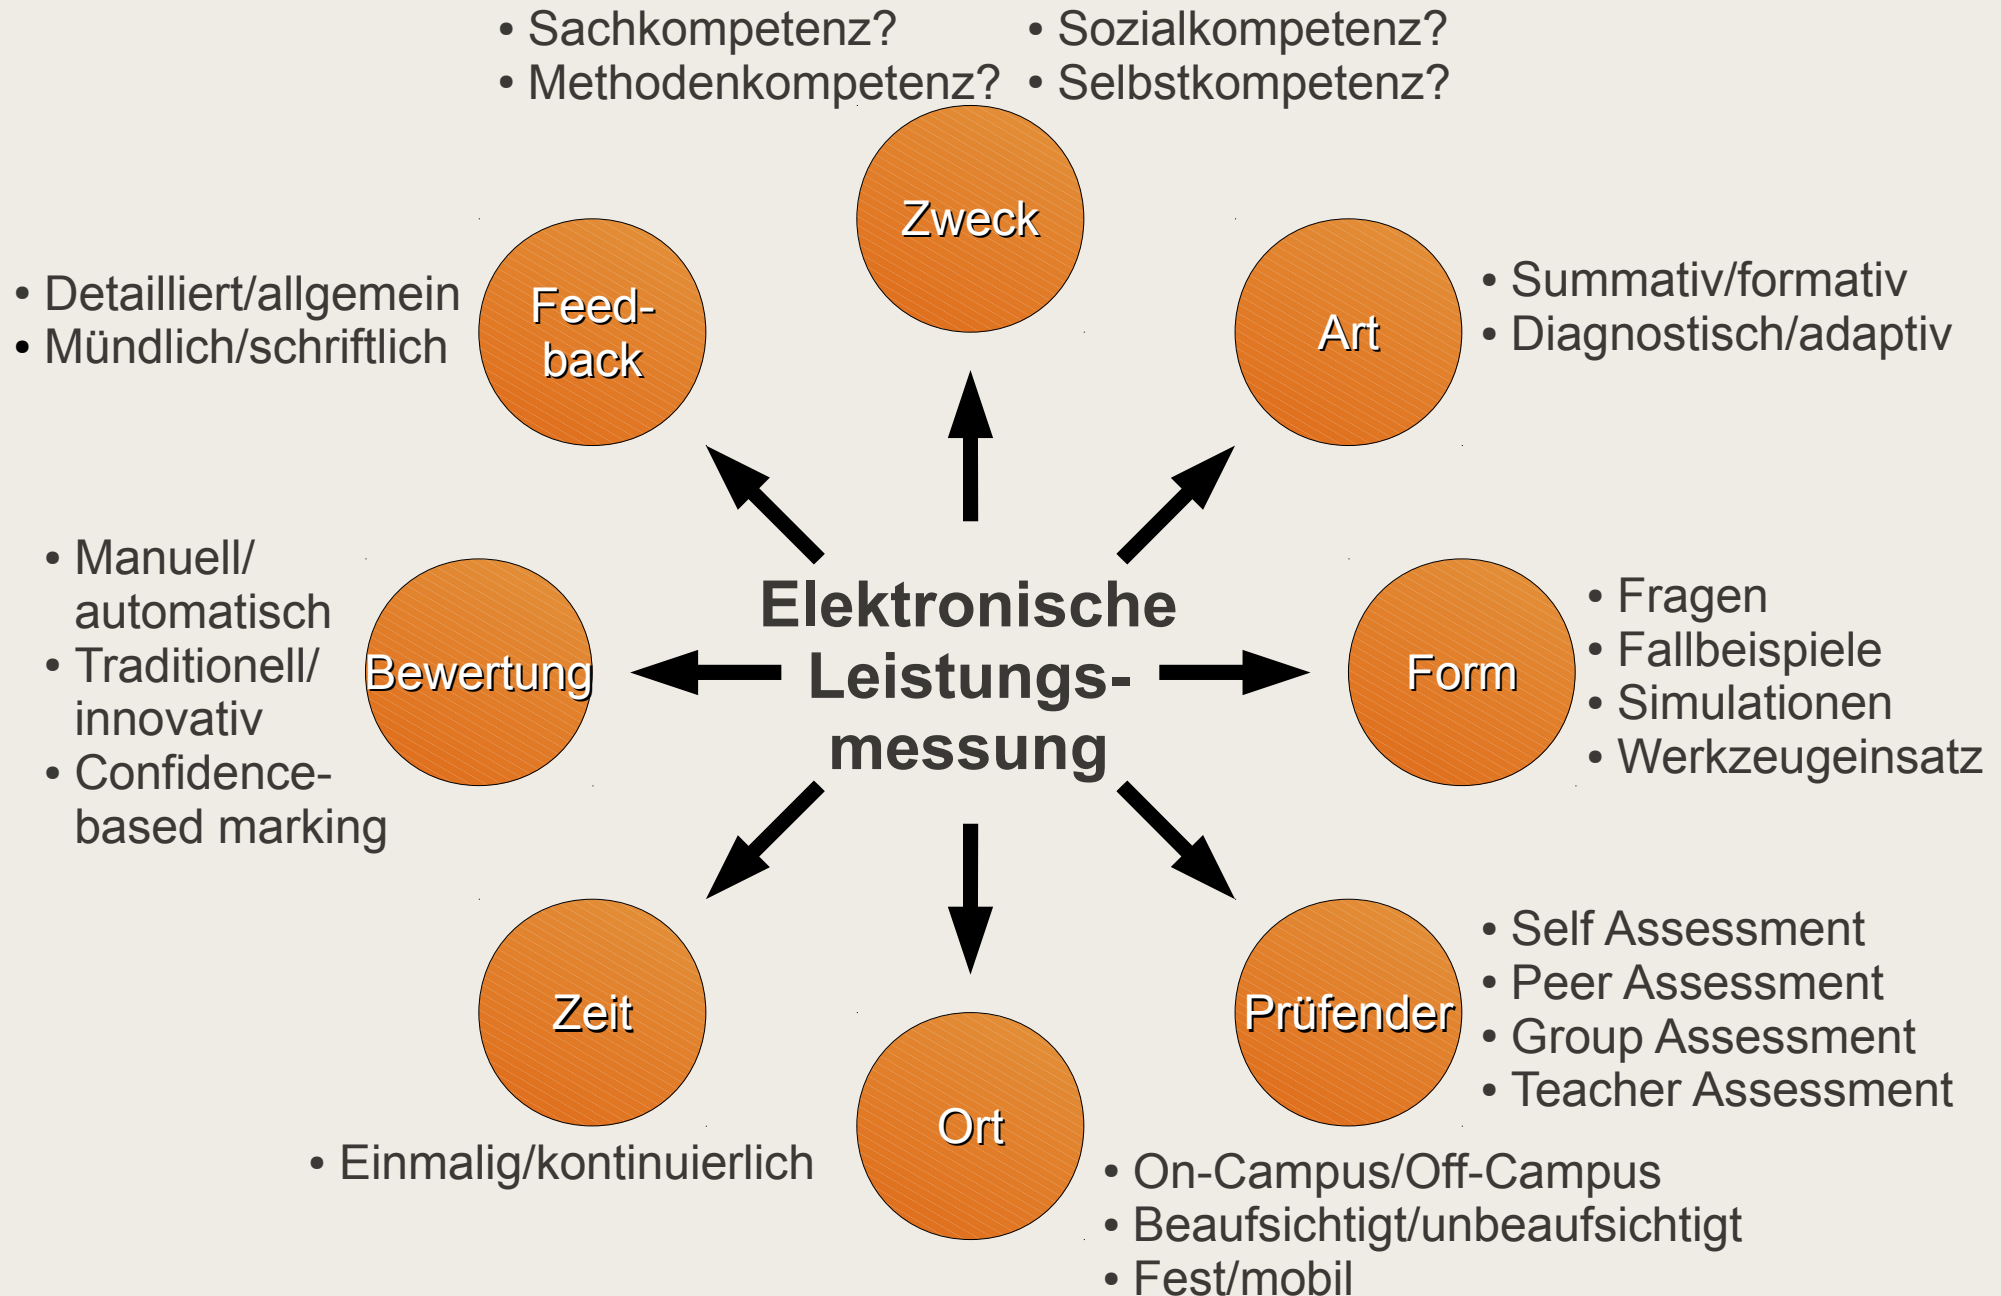 • Sachkompetenz?
• Methodenkompetenz?
• Sozialkompetenz?
• Selbstkompetenz?
Zweck
Art
• Summativ/formativ
• Diagnostisch/adaptiv
Form
• Fragen
• Fallbeispiele
• Simulationen
• Werkzeugeinsatz
Prüfender
• Self Assessment
• Peer Assessment
• Group Assessment
• Teacher Assessment
Ort
• On-Campus/Off-Campus
• Beaufsichtigt/unbeaufsichtigt
• Fest/mobil
Zeit
• Einmalig/kontinuierlich
Bewertung
• Manuell/
automatisch
• Traditionell/
innovativ
• Confidence-
based marking
Feed-
back
• Detailliert/allgemein
• Mündlich/schriftlich
Elektronische
Leistungs-
messung